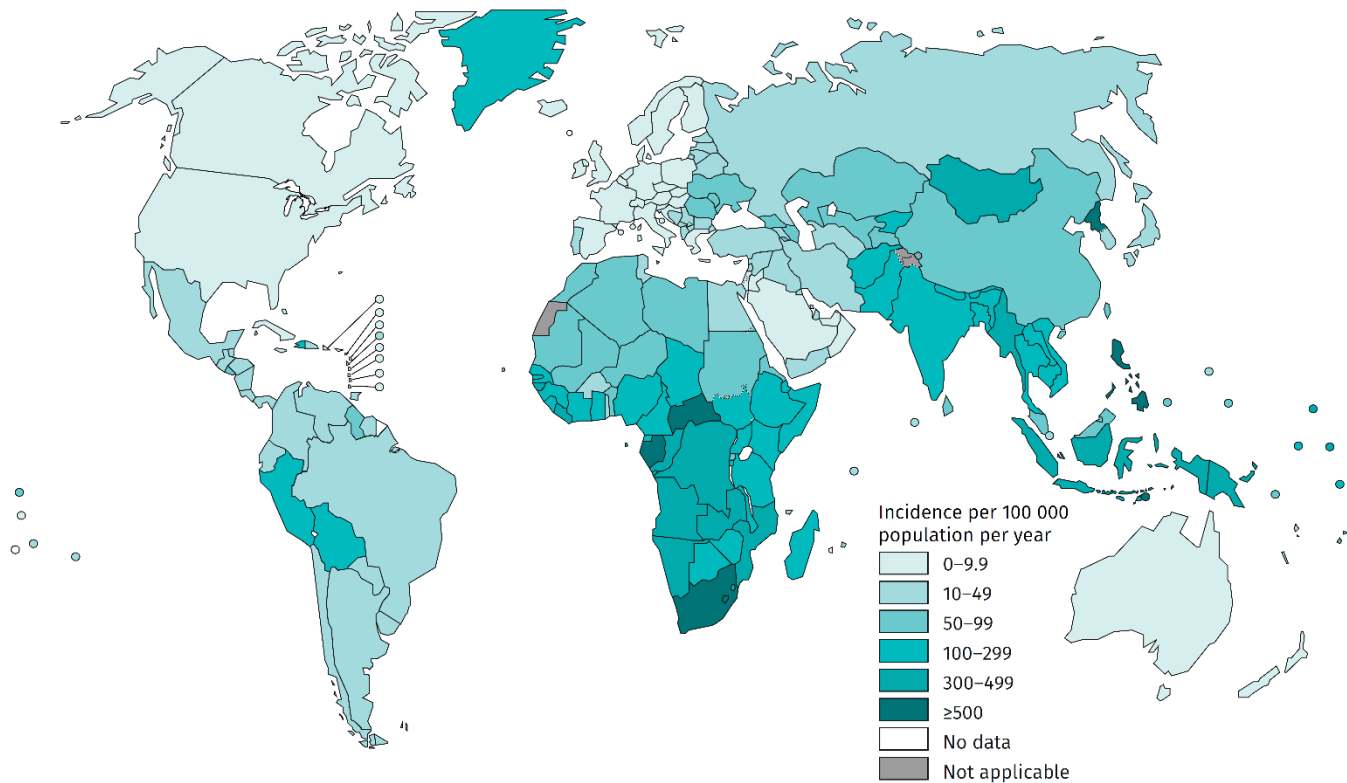 Incidence per 100 000
population per year
0–9.9
10–49
50–99
100–299
300–499
≥500
No data
Not applicable